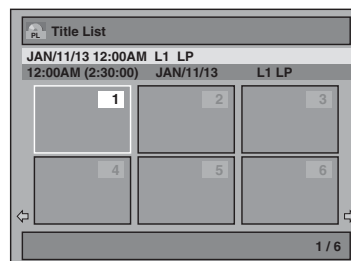 PL Title List
JAN/11/13 12:00AM L1 LP
12:00AM (2:30:00) JAN/11/13 L1 LP
1 2 3
4 5 6
1 / 6